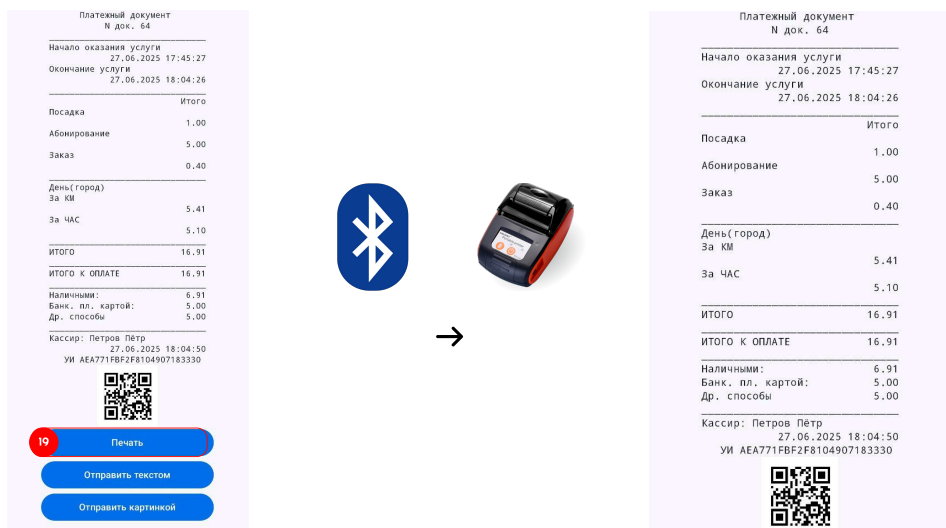 Платежный документ
N док. 64
Начало оказания услуги
27.06.2025 17:45:27
Окончание услуги
27.06.2025 18:04:26
Итого
Посадка
1.00
Абонирование
5.00
Заказ
0.40
День(город)
За КМ
5.41
За ЧАС
5.10
ИТОГО 16.91
ИТОГО К ОПЛАТЕ 16.91
Наличными: 6.91
Банк. пл. картой: 5.00
Др. способы 5.00
Кассир: Петров Пётр
27.06.2025 18:04:50
УИ AEA771FBF2F8104907183330
19 Печать
Отправить текстом
Отправить картинкой
Платежный документ
N док. 64
Начало оказания услуги
27.06.2025 17:45:27
Окончание услуги
27.06.2025 18:04:26
Итого
Посадка
1.00
Абонирование
5.00
Заказ
0.40
День(город)
За КМ
5.41
За ЧАС
5.10
ИТОГО 16.91
ИТОГО К ОПЛАТЕ 16.91
Наличными: 6.91
Банк. пл. картой: 5.00
Др. способы 5.00
Кассир: Петров Пётр
27.06.2025 18:04:50
УИ AEA771FBF2F8104907183330